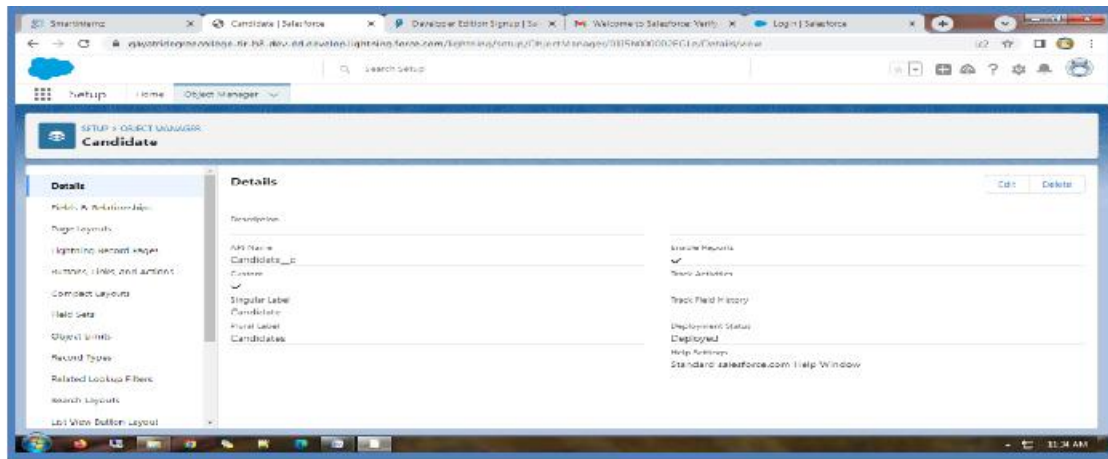 Smartinternz
Candidate | Salesforce
Developer Edition Signup | Sa
Welcome to Salesforce: Verify
Login | Salesforce
Search Setup
Setup
Home
Object Manager
SETUP > OBJECT MANAGER
Candidate
Details
Fields & Relationships
Page Layouts
Lightning Record Pages
Buttons, Links, and Actions
Compact Layouts
Field Sets
Object Limits
Record Types
Related Lookup Filters
Search Layouts
List View Button Layout
Details
Edit
Delete
Description
API Name
Candidate__c
Custom
Singular Label
Candidate
Plural Label
Candidates
Enable Reports
Track Activities
Track Field History
Deployment Status
Deployed
Help Settings
Standard salesforce.com Help Window
11:34 AM